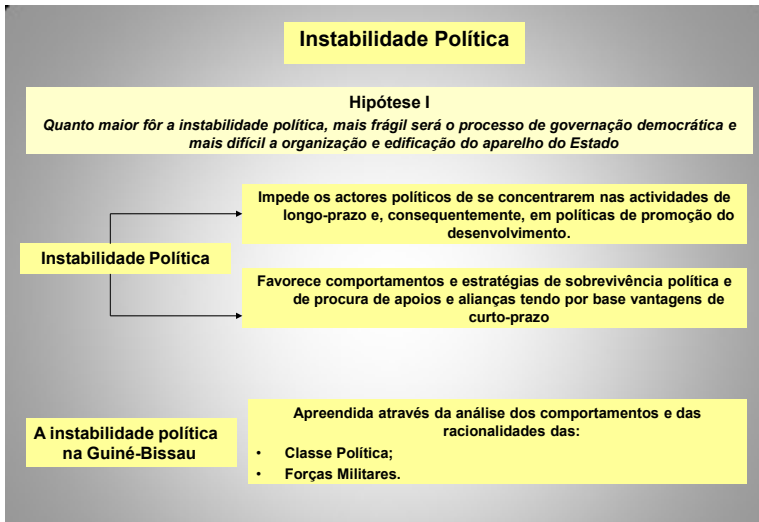 Instabilidade Política
Hipótese I
Quanto maior fôr a instabilidade política, mais frágil será o processo de governação democrática e
mais difícil a organização e edificação do aparelho do Estado
Impede os actores políticos de se concentrarem nas actividades de
longo-prazo e, consequentemente, em políticas de promoção do
desenvolvimento.
Instabilidade Política
Favorece comportamentos e estratégias de sobrevivência política e
de procura de apoios e alianças tendo por base vantagens de
curto-prazo
A instabilidade política
na Guiné-Bissau
Apreendida através da análise dos comportamentos e das
racionalidades das:
• Classe Política;
• Forças Militares.